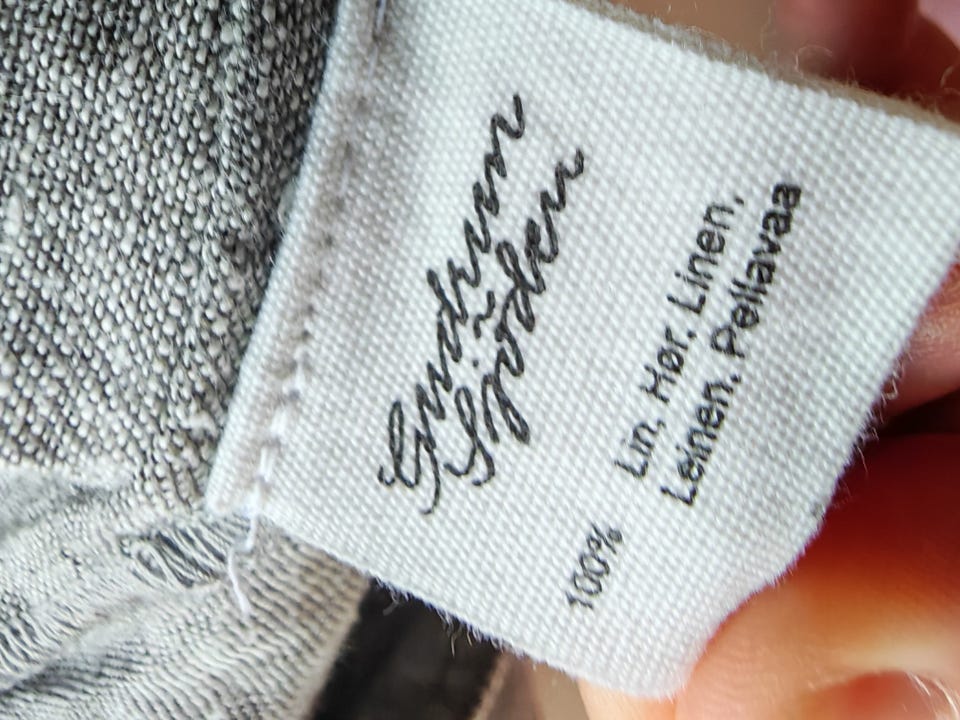 Gudrun
Sjödén
100% Lin, Hør, Linen,
Leinen, Pellavaa